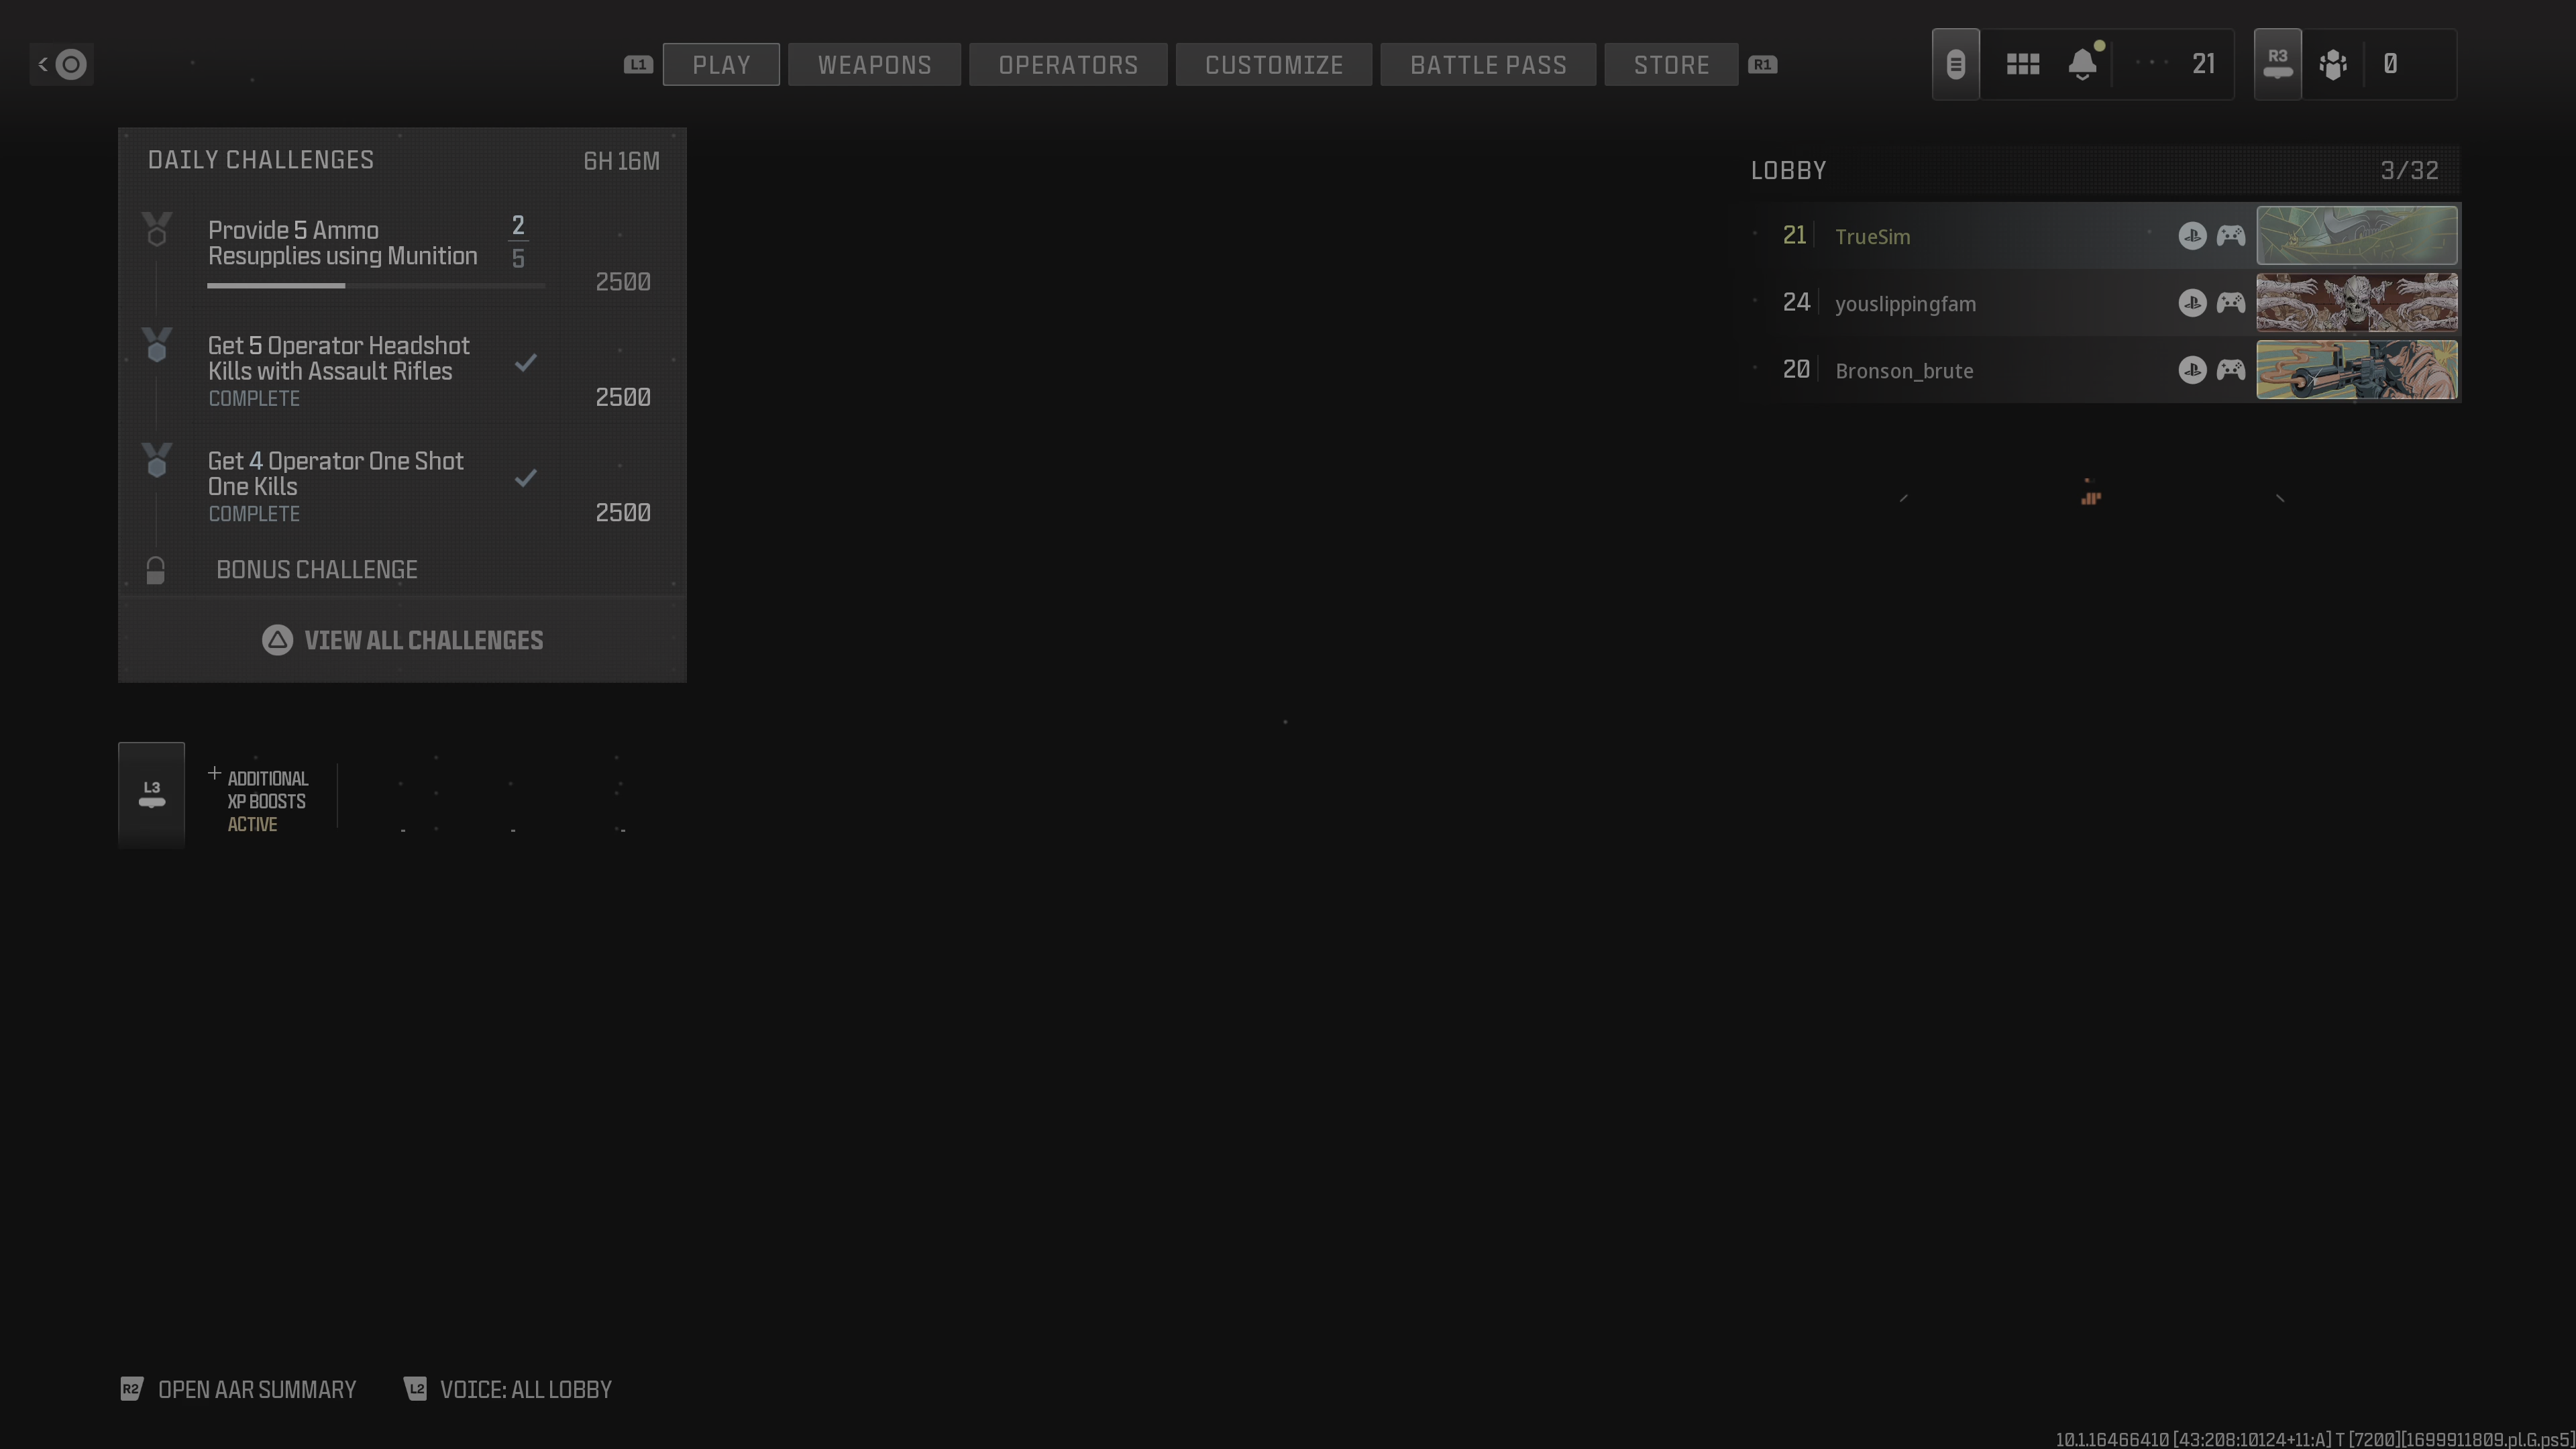 L1 PLAY WEAPONS OPERATORS CUSTOMIZE BATTLE PASS STORE R1
21
R3
0
DAILY CHALLENGES 6H 16M
Provide 5 Ammo
Resupplies using Munition
2
5
2500
Get 5 Operator Headshot
Kills with Assault Rifles
COMPLETE
2500
Get 4 Operator One Shot
One Kills
COMPLETE
2500
BONUS CHALLENGE
VIEW ALL CHALLENGES
L3
+ ADDITIONAL
XP BOOSTS
ACTIVE
LOBBY 3/32
21 TrueSim
24 youslippingfam
20 Bronson_brute
R2 OPEN AAR SUMMARY L2 VOICE: ALL LOBBY
10.1.16466410 [43:208:10124+11:A] T [7200][1699911809.pl.G.ps5]